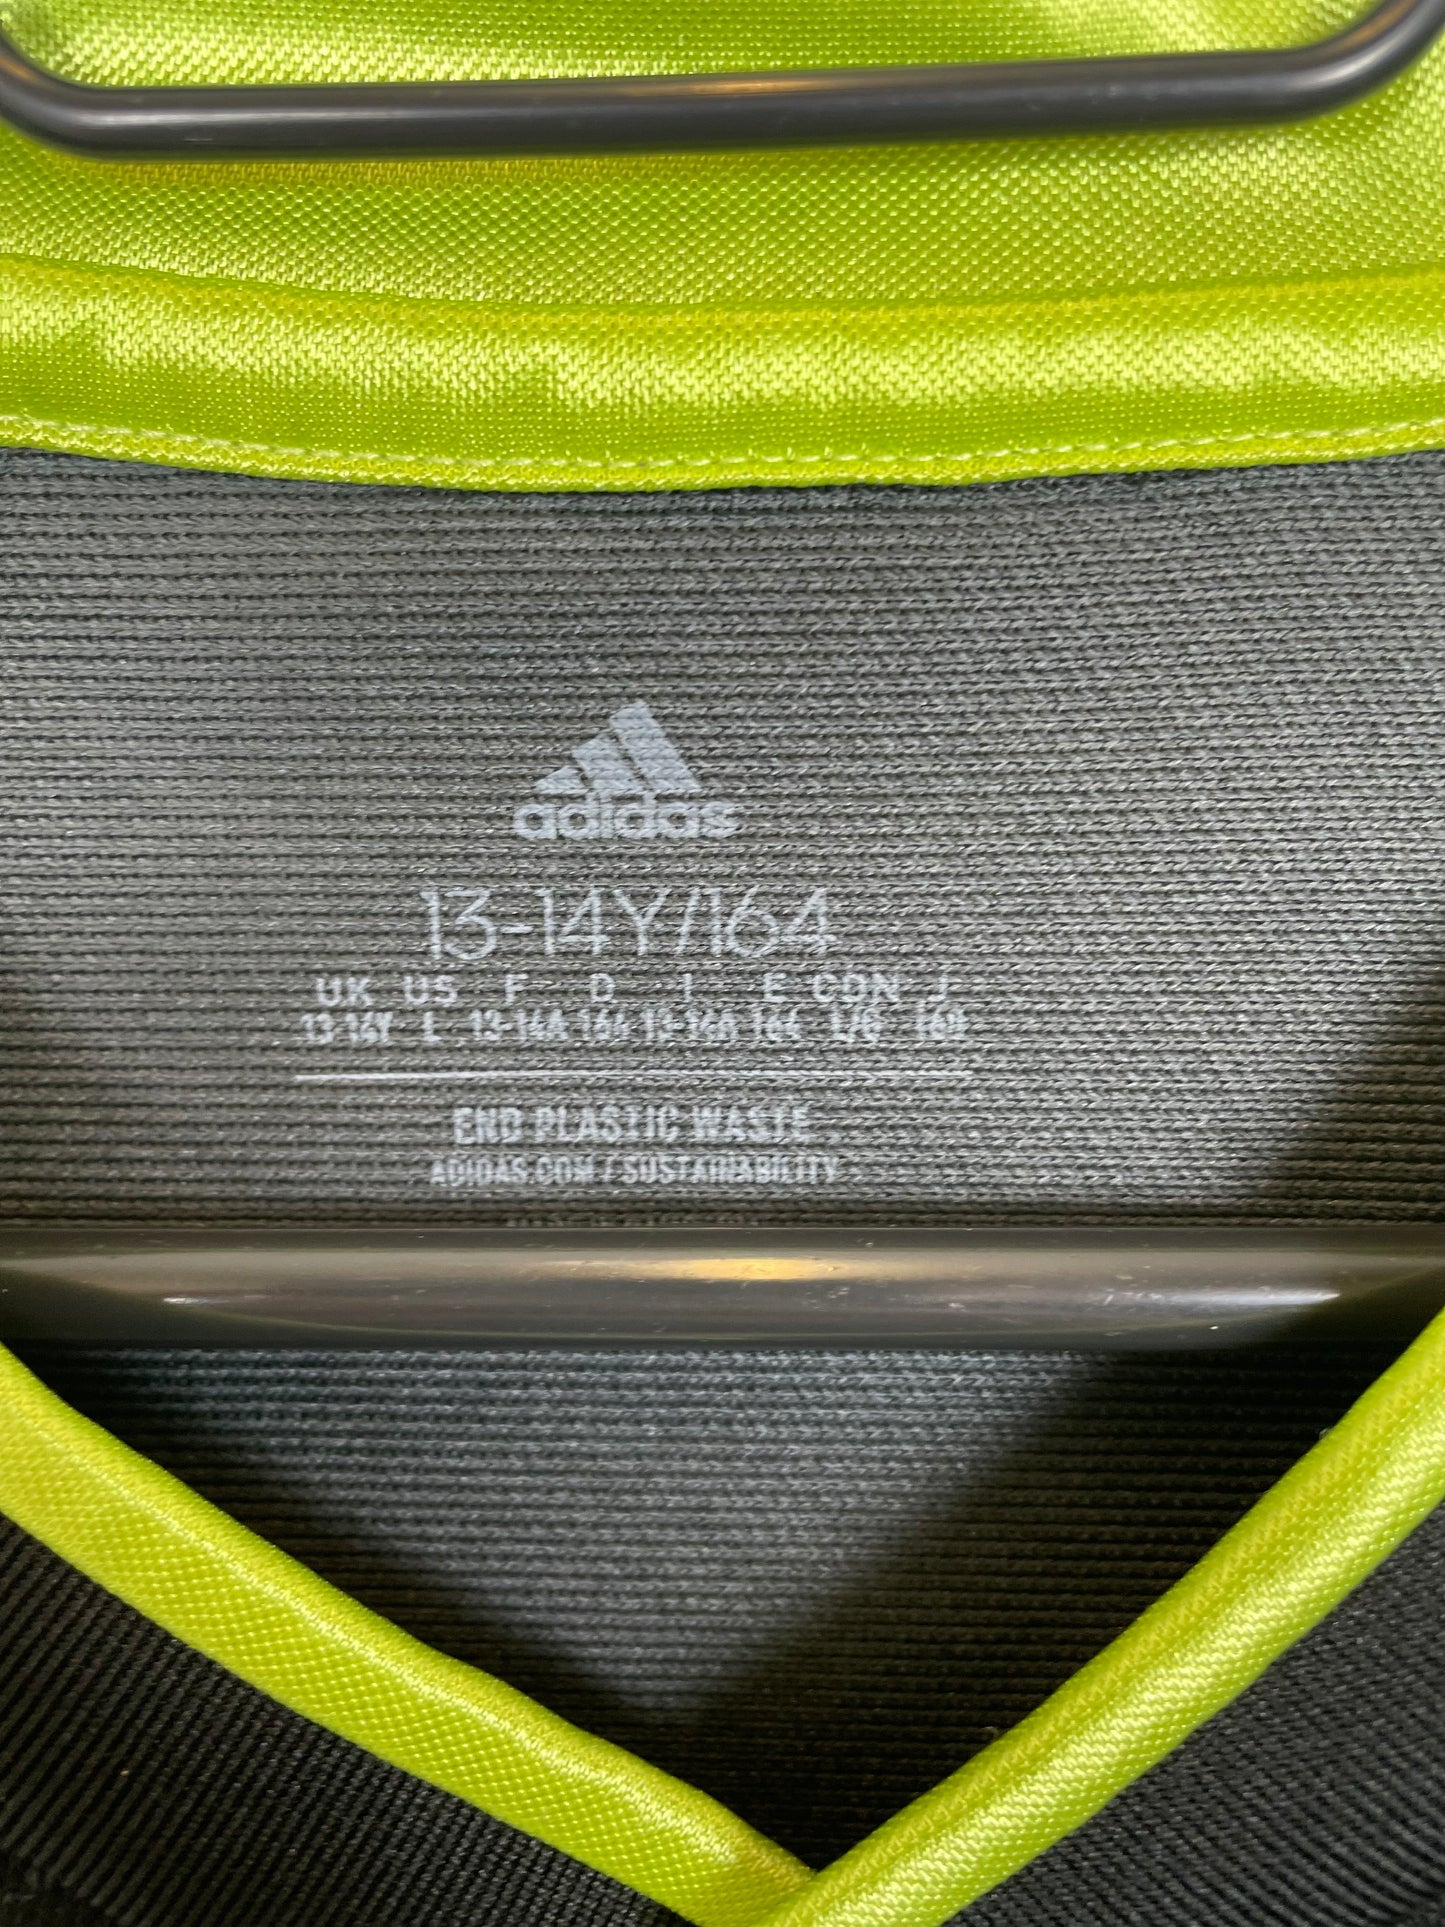 adidas
13-14Y/164
UK US F D I E CDN J
13-14Y L 13-14A 164 13-14A 164 L/G 160
END PLASTIC WASTE
ADIDAS.COM / SUSTAINABILITY